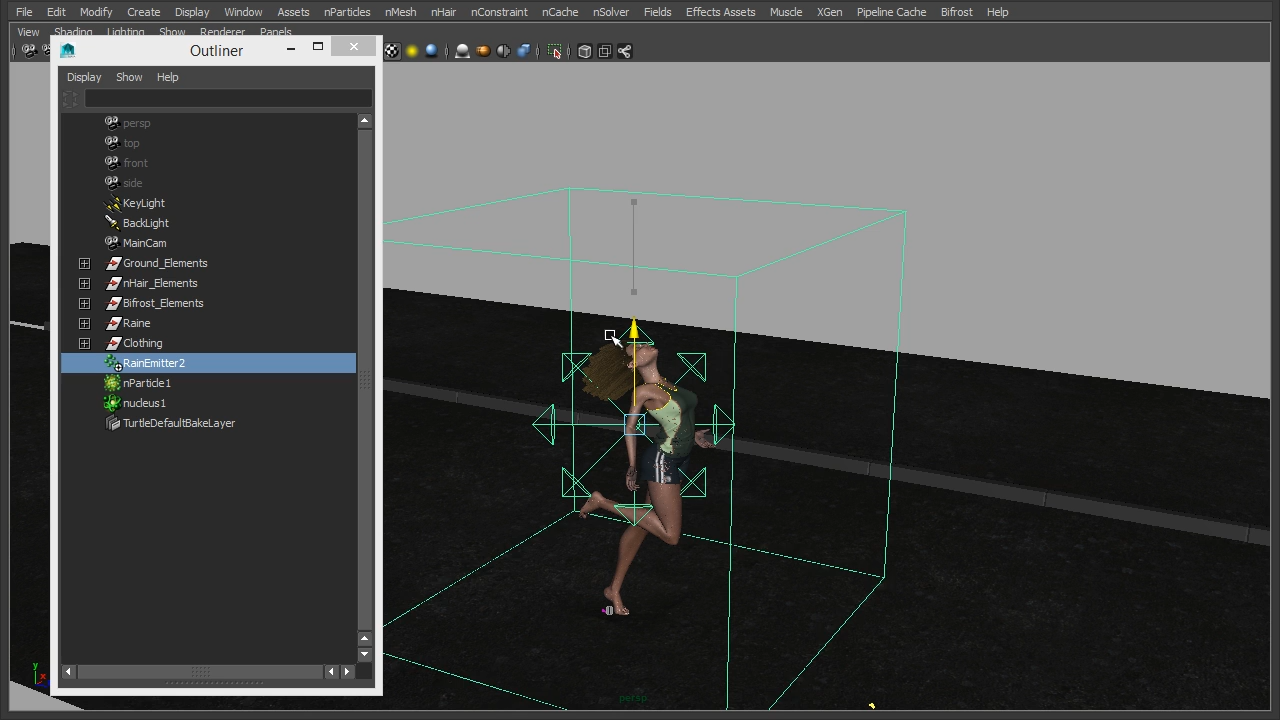 File Edit Modify Create Display Window Assets nParticles nMesh nHair nConstraint nCache nSolver Fields Effects Assets Muscle XGen Pipeline Cache Bifrost Help
View Shading Lighting Show Renderer Panels
Outliner
Display Show Help
persp
top
front
side
KeyLight
BackLight
MainCam
Ground_Elements
nHair_Elements
Bifrost_Elements
Raine
Clothing
RainEmitter2
nParticle1
nucleus1
TurtleDefaultBakeLayer
y
x
persp